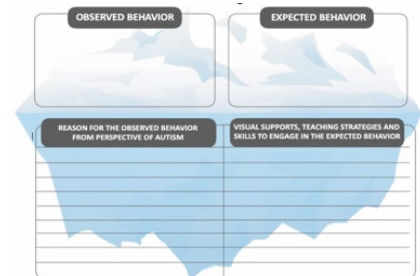 OBSERVED BEHAVIOR
EXPECTED BEHAVIOR
REASON FOR THE OBSERVED BEHAVIOR
FROM PERSPECTIVE OF AUTISM
VISUAL SUPPORTS, TEACHING STRATEGIES AND
SKILLS TO ENGAGE IN THE EXPECTED BEHAVIOR